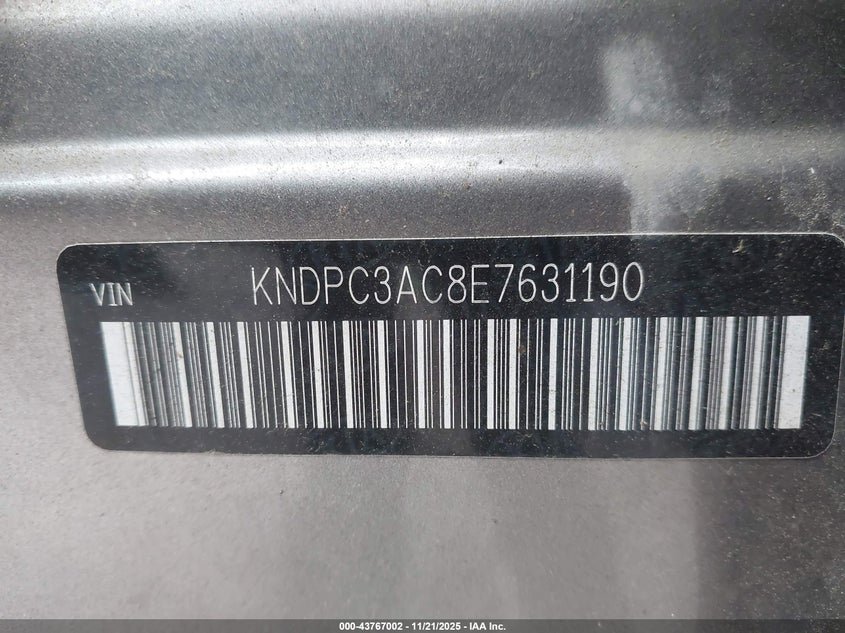 VIN KNDPC3AC8E7631190
000-43767002 - 11/21/2025 - IAA Inc.